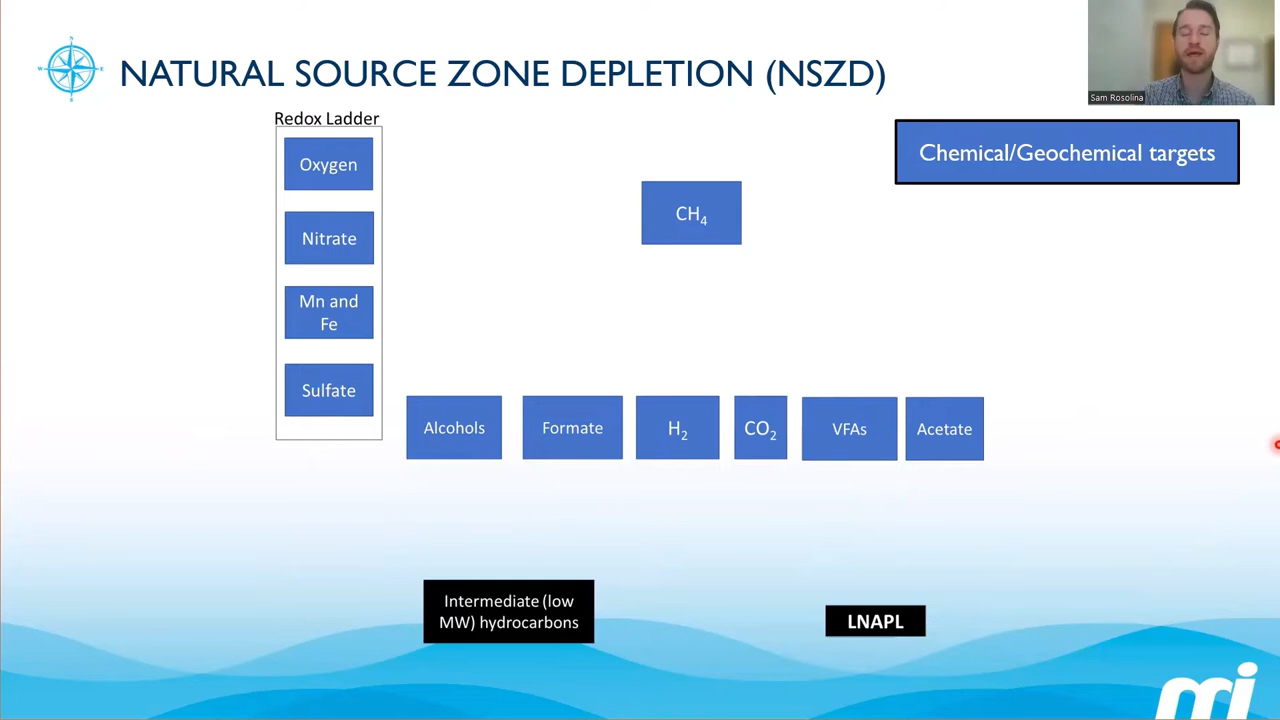 NATURAL SOURCE ZONE DEPLETION (NSZD)
Sam Rosolina
Redox Ladder
Oxygen
Nitrate
Mn and
Fe
Sulfate
Chemical/Geochemical targets
CH₄
Alcohols
Formate
H₂
CO₂
VFAs
Acetate
Intermediate (low
MW) hydrocarbons
LNAPL
mi